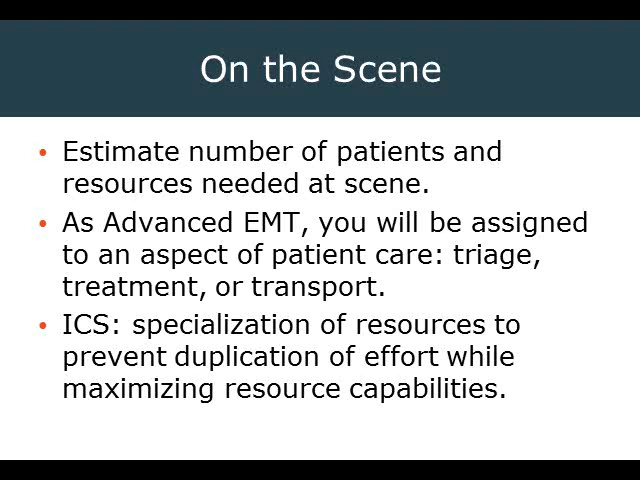 On the Scene
• Estimate number of patients and
resources needed at scene.
• As Advanced EMT, you will be assigned
to an aspect of patient care: triage,
treatment, or transport.
• ICS: specialization of resources to
prevent duplication of effort while
maximizing resource capabilities.